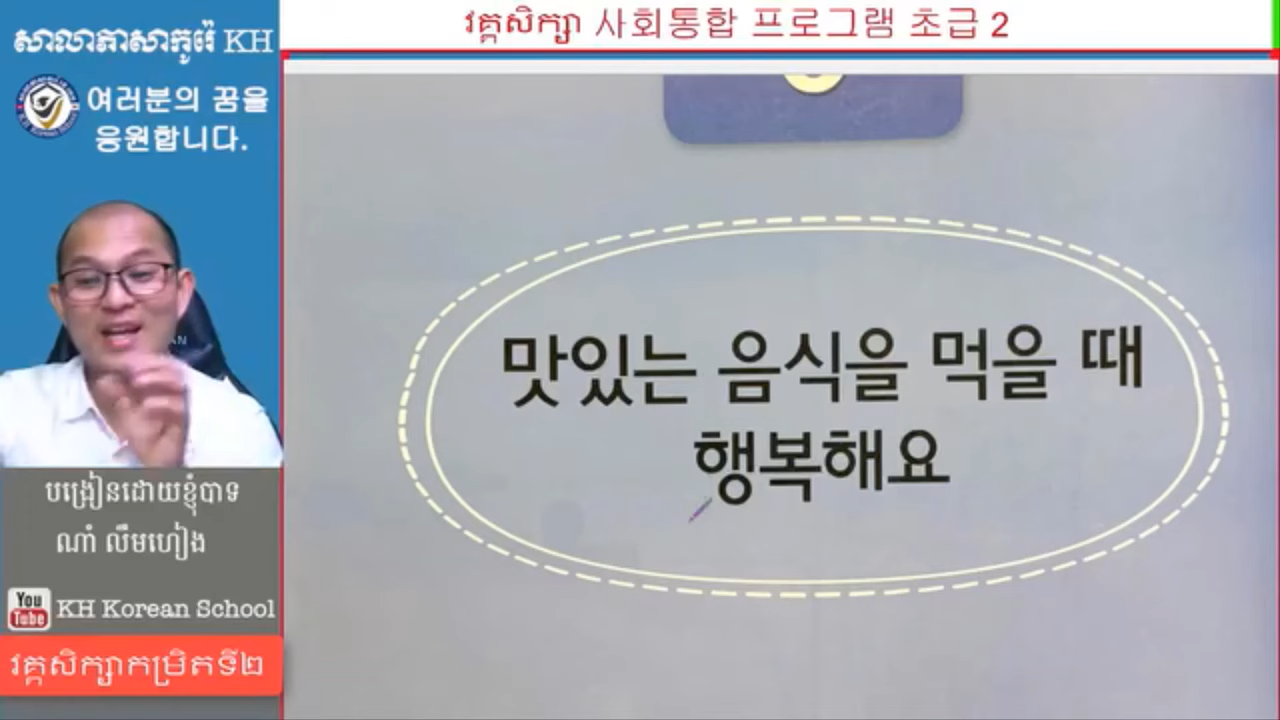 វគ្គសិក្សា 사회통합 프로그램 초급 2
សាលាភាសាកូរ៉េ KH
여러분의 꿈을
응원합니다.
맛있는 음식을 먹을 때
행복해요
បង្រៀនដោយខ្ញុំបាទ
ណាំ លឹមហៀង
You
Tube
KH Korean School
វគ្គសិក្សាកម្រិតទី២